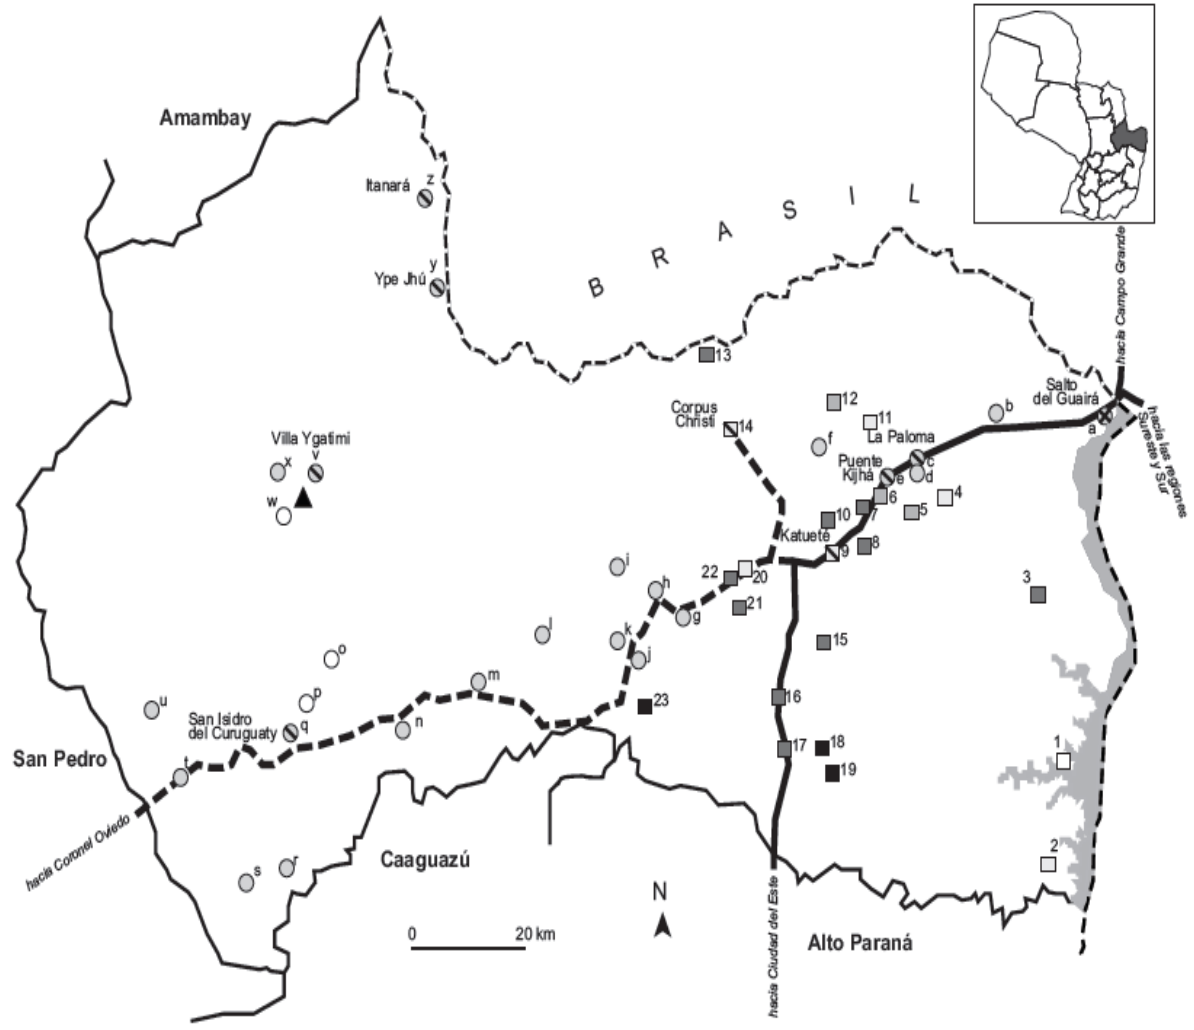 Amambay
Itanará
z
Ype Jhú
y
B R A S I L
hacia Campo Grande
13
Corpus
Christi
14
12
11
f
La Paloma
c
d
Puente
Kijhá
e
b
Salto
del Guairá
a
hacia las regiones
Sureste y Sur
Villa Ygatimi
x
v
w
6
7
5
4
10
Katueté
9
8
3
i
h
g
22
20
21
l
k
j
15
o
p
m
n
23
16
u
San Isidro
del Curuguaty
q
t
17
18
19
1
2
San Pedro
hacia Coronel Oviedo
s
r
Caaguazú
N
0
20 km
hacia Ciudad del Este
Alto Paraná